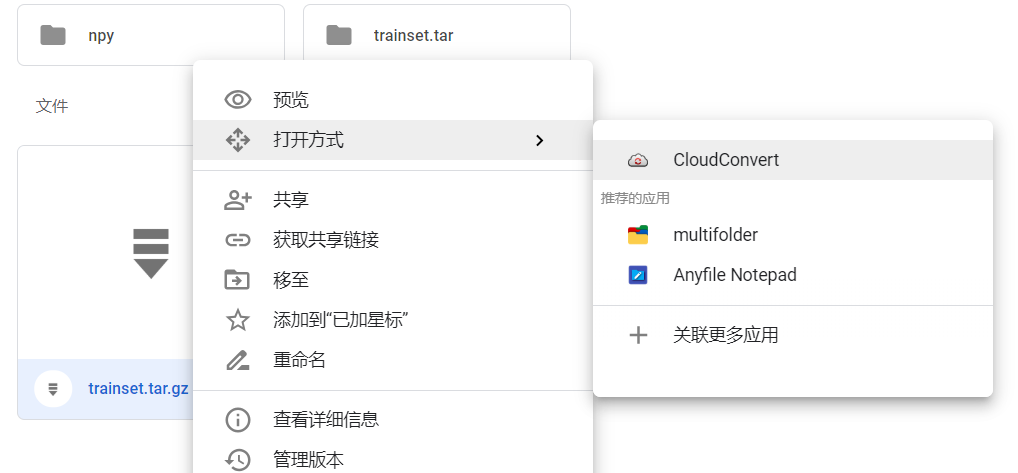 npy
trainset.tar
文件
trainset.tar.gz
预览
打开方式
共享
获取共享链接
移至
添加到“已加星标”
重命名
查看详细信息
管理版本
CloudConvert
推荐的应用
multifolder
Anyfile Notepad
关联更多应用